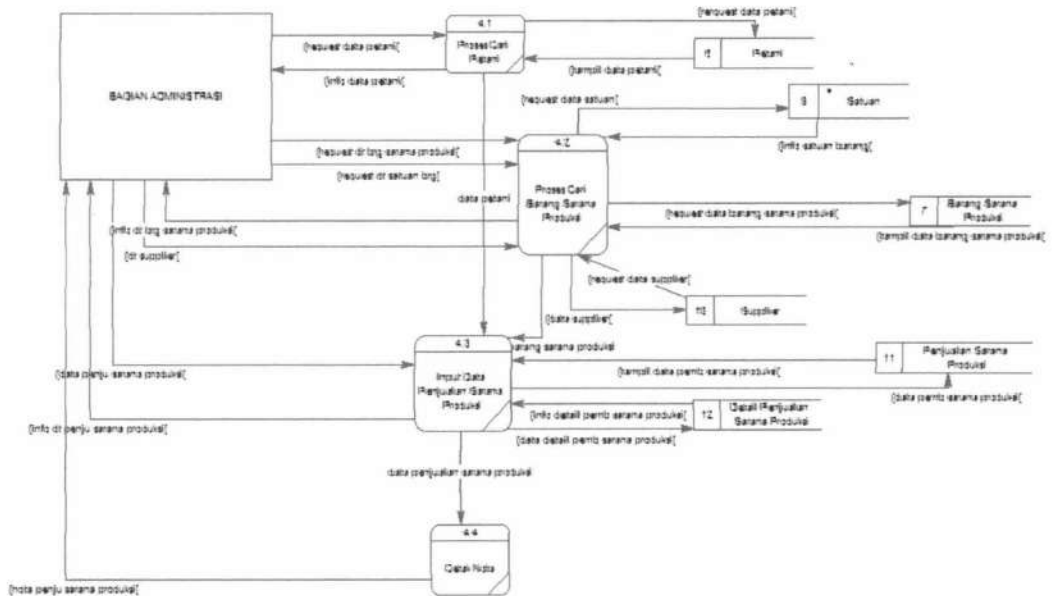 BAGIAN ADMINISTRASI
4.1
Proses Cari
Petani
[request data petani]
[request data petani]
[info data petani]
[tampil data petani]
Petani
[request data satuan]
9
Satuan
[info satuan barang]
4.2
Proses Cari
Barang Sarana
Produksi
[request dt brg sarana produksi]
[request dt satuan brg]
data petani
[info dt brg sarana produksi]
[dt supplier]
[request data barang sarana produksi]
7
Barang Sarana
Produksi
[tampil data barang sarana produksi]
[request data supplier]
[data supplier]
10
Supplier
barang sarana produksi
4.3
Input Data
Penjualan Sarana
Produksi
[data penju sarana produksi]
[info dt penju sarana produksi]
11
Penjualan Sarana
Produksi
[tampil data pemb sarana produksi]
[data pemb sarana produksi]
[info detail pemb sarana produksi]
12
Detail Penjualan
Sarana Produksi
[data detail pemb sarana produksi]
data penjualan sarana produksi
4.4
Cetak Nota
[nota penju sarana produksi]